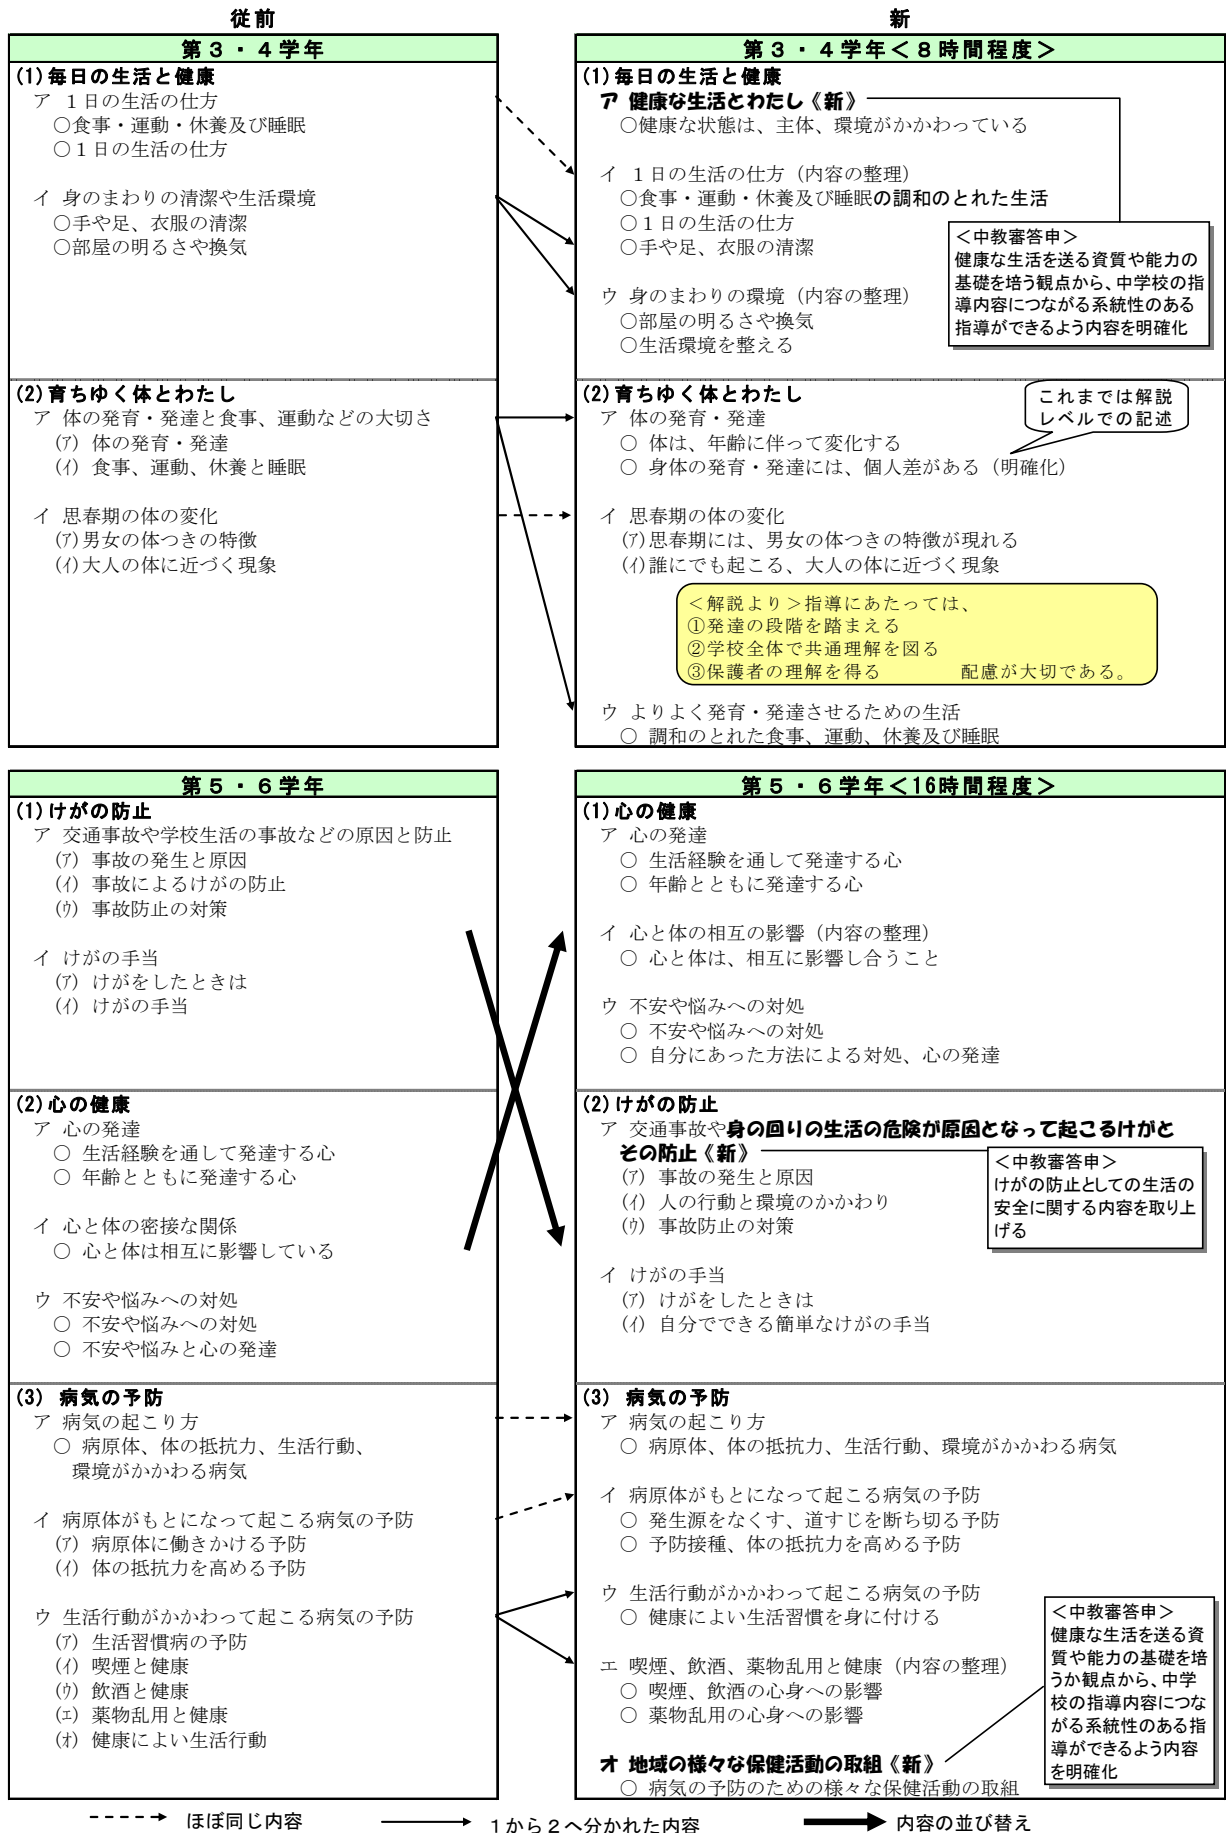 従前
第３・４学年
(1)毎日の生活と健康
ア １日の生活の仕方
○食事・運動・休養及び睡眠
○１日の生活の仕方
イ 身のまわりの清潔や生活環境
○手や足、衣服の清潔
○部屋の明るさや換気
(2)育ちゆく体とわたし
ア 体の発育・発達と食事、運動などの大切さ
(ｱ) 体の発育・発達
(ｲ) 食事、運動、休養と睡眠
イ 思春期の体の変化
(ｱ)男女の体つきの特徴
(ｲ)大人の体に近づく現象
新
第３・４学年＜８時間程度＞
(1)毎日の生活と健康
ア 健康な生活とわたし《新》
○健康な状態は、主体、環境がかかわっている
イ １日の生活の仕方（内容の整理）
○食事・運動・休養及び睡眠の調和のとれた生活
○１日の生活の仕方
○手や足、衣服の清潔
ウ 身のまわりの環境（内容の整理）
○部屋の明るさや換気
○生活環境を整える
＜中教審答申＞
健康な生活を送る資質や能力の
基礎を培う観点から、中学校の指
導内容につながる系統性のある
指導ができるよう内容を明確化
(2)育ちゆく体とわたし
ア 体の発育・発達
○ 体は、年齢に伴って変化する
○ 身体の発育・発達には、個人差がある（明確化）
これまでは解説
レベルでの記述
イ 思春期の体の変化
(ｱ)思春期には、男女の体つきの特徴が現れる
(ｲ)誰にでも起こる、大人の体に近づく現象
＜解説より＞指導にあたっては、
①発達の段階を踏まえる
②学校全体で共通理解を図る
③保護者の理解を得る 配慮が大切である。
ウ よりよく発育・発達させるための生活
○ 調和のとれた食事、運動、休養及び睡眠
第５・６学年
(1)けがの防止
ア 交通事故や学校生活の事故などの原因と防止
(ｱ) 事故の発生と原因
(ｲ) 事故によるけがの防止
(ｳ) 事故防止の対策
イ けがの手当
(ｱ) けがをしたときは
(ｲ) けがの手当
(2)心の健康
ア 心の発達
○ 生活経験を通して発達する心
○ 年齢とともに発達する心
イ 心と体の密接な関係
○ 心と体は相互に影響している
ウ 不安や悩みへの対処
○ 不安や悩みへの対処
○ 不安や悩みと心の発達
(3) 病気の予防
ア 病気の起こり方
○ 病原体、体の抵抗力、生活行動、
環境がかかわる病気
イ 病原体がもとになって起こる病気の予防
(ｱ) 病原体に働きかける予防
(ｲ) 体の抵抗力を高める予防
ウ 生活行動がかかわって起こる病気の予防
(ｱ) 生活習慣病の予防
(ｲ) 喫煙と健康
(ｳ) 飲酒と健康
(ｴ) 薬物乱用と健康
(ｵ) 健康によい生活行動
第５・６学年＜16時間程度＞
(1)心の健康
ア 心の発達
○ 生活経験を通して発達する心
○ 年齢とともに発達する心
イ 心と体の相互の影響（内容の整理）
○ 心と体は、相互に影響し合うこと
ウ 不安や悩みへの対処
○ 不安や悩みへの対処
○ 自分にあった方法による対処、心の発達
(2)けがの防止
ア 交通事故や身の回りの生活の危険が原因となって起こるけがと
その防止《新》
(ｱ) 事故の発生と原因
(ｲ) 人の行動と環境のかかわり
(ｳ) 事故防止の対策
＜中教審答申＞
けがの防止としての生活の
安全に関する内容を取り上
げる
イ けがの手当
(ｱ) けがをしたときは
(ｲ) 自分でできる簡単なけがの手当
(3) 病気の予防
ア 病気の起こり方
○ 病原体、体の抵抗力、生活行動、環境がかかわる病気
イ 病原体がもとになって起こる病気の予防
○ 発生源をなくす、道すじを断ち切る予防
○ 予防接種、体の抵抗力を高める予防
ウ 生活行動がかかわって起こる病気の予防
○ 健康によい生活習慣を身に付ける
エ 喫煙、飲酒、薬物乱用と健康（内容の整理）
○ 喫煙、飲酒の心身への影響
○ 薬物乱用の心身への影響
オ 地域の様々な保健活動の取組《新》
○ 病気の予防のための様々な保健活動の取組
＜中教審答申＞
健康な生活を送る資
質や能力の基礎を培
うか観点から、中学
校の指導内容につな
がる系統性のある指
導ができるよう内容
を明確化
ほぼ同じ内容
１から２へ分かれた内容
内容の並び替え